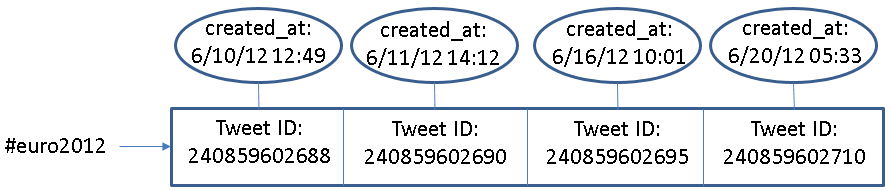 created_at:
6/10/12 12:49
created_at:
6/11/12 14:12
created_at:
6/16/12 10:01
created_at:
6/20/12 05:33
#euro2012
Tweet ID:
240859602688
Tweet ID:
240859602690
Tweet ID:
240859602695
Tweet ID:
240859602710